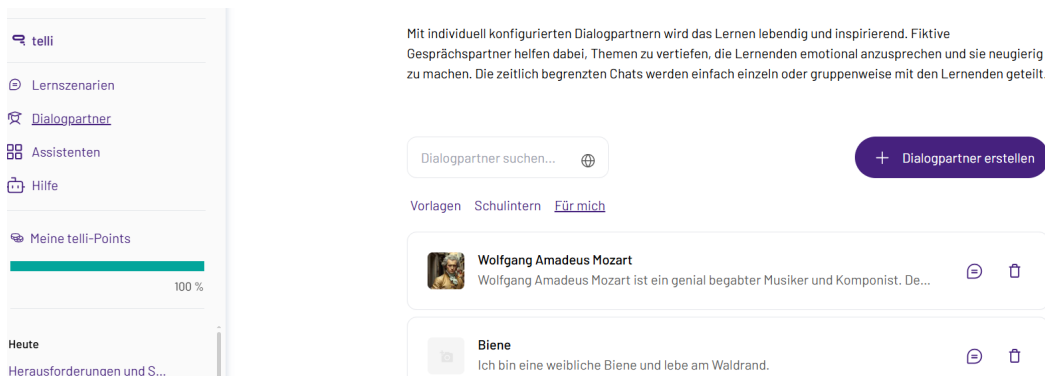 telli
Lernszenarien
Dialogpartner
Assistenten
Hilfe
Meine telli-Points
100 %
Heute
Herausforderungen und S...
Mit individuell konfigurierten Dialogpartnern wird das Lernen lebendig und inspirierend. Fiktive
Gesprächspartner helfen dabei, Themen zu vertiefen, die Lernenden emotional anzusprechen und sie neugierig
zu machen. Die zeitlich begrenzten Chats werden einfach einzeln oder gruppenweise mit den Lernenden geteilt.
Dialogpartner suchen...
+ Dialogpartner erstellen
Vorlagen Schulintern Für mich
Wolfgang Amadeus Mozart
Wolfgang Amadeus Mozart ist ein genial begabter Musiker und Komponist. De...
Biene
Ich bin eine weibliche Biene und lebe am Waldrand.